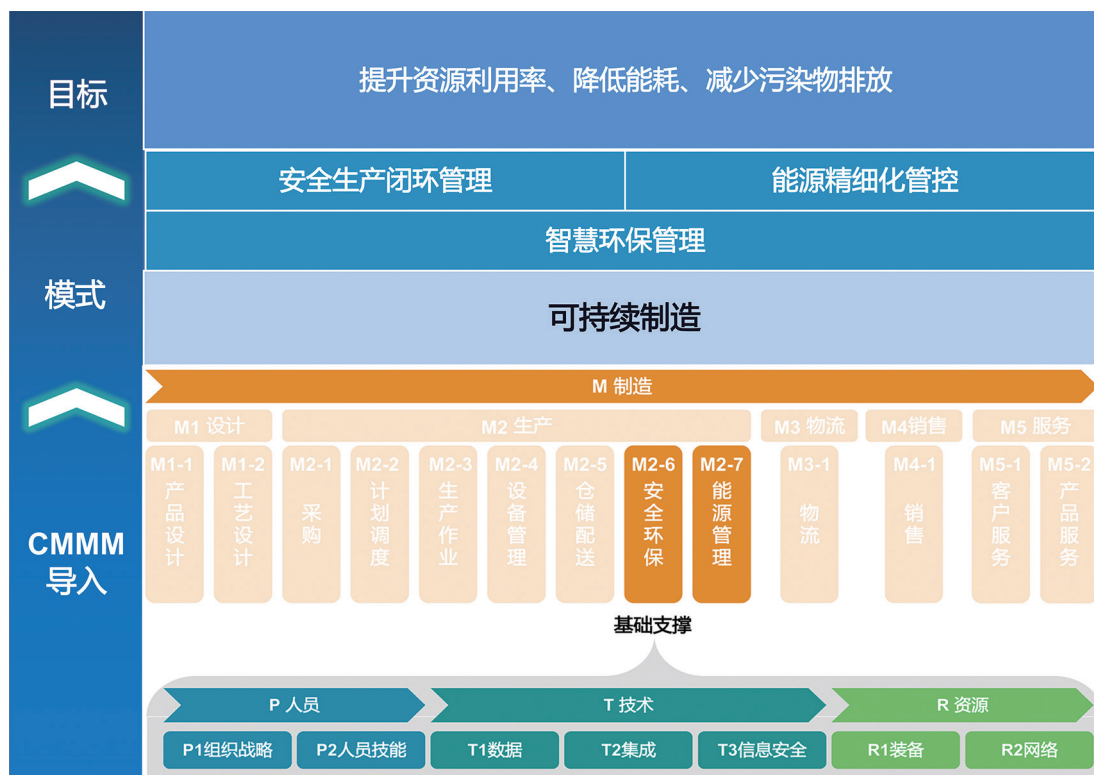 目标
提升资源利用率、降低能耗、减少污染物排放
安全生产闭环管理
能源精细化管控
智慧环保管理
模式
可持续制造
CMMM
导入
M 制造
M1 设计
M2 生产
M3 物流
M4销售
M5 服务
M1-1
产品设计
M1-2
工艺设计
M2-1
采购
M2-2
计划调度
M2-3
生产作业
M2-4
设备管理
M2-5
仓储配送
M2-6
安全环保
M2-7
能源管理
M3-1
物流
M4-1
销售
M5-1
客户服务
M5-2
产品服务
基础支撑
P 人员
T 技术
R 资源
P1组织战略
P2人员技能
T1数据
T2集成
T3信息安全
R1装备
R2网络